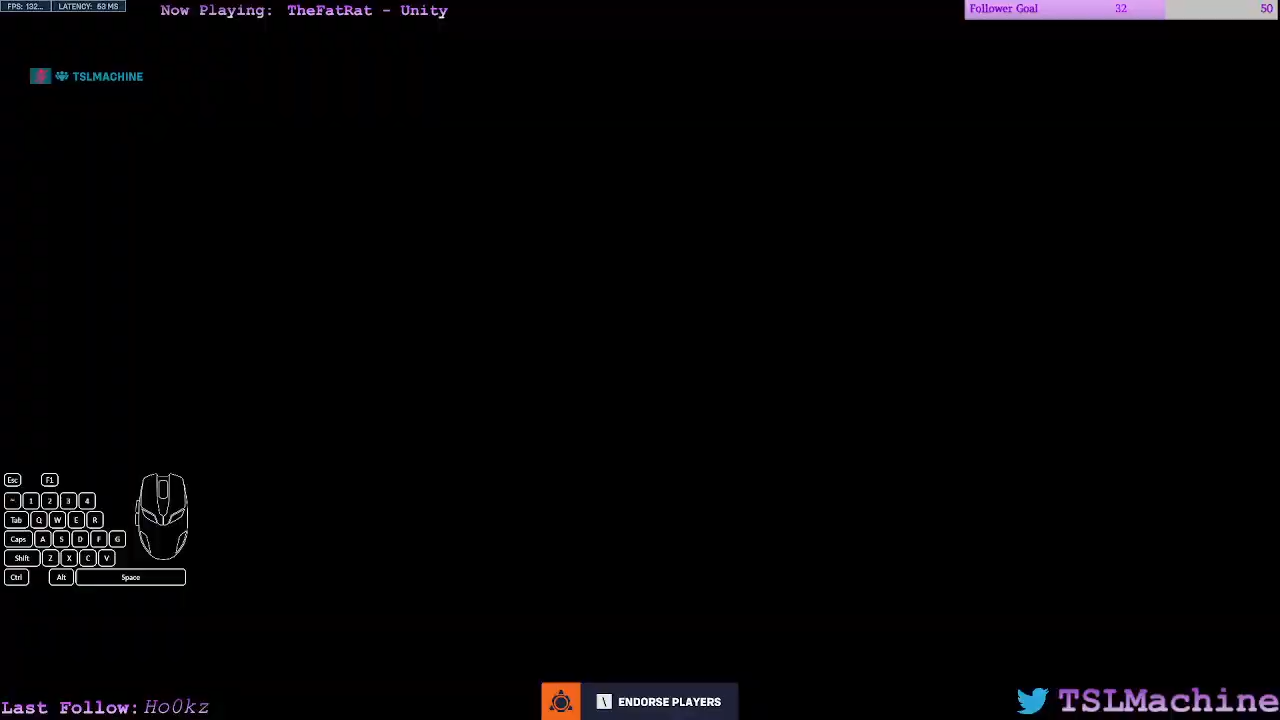 FPS: 132... LATENCY: 53 MS
Now Playing: TheFatRat - Unity
Follower Goal 32 50
TSLMACHINE
Esc F1
~ 1 2 3 4
Tab Q W E R
Caps A S D F G
Shift Z X C V
Ctrl Alt Space
\ ENDORSE PLAYERS
Last Follow: Ho0kz
TSLMachine